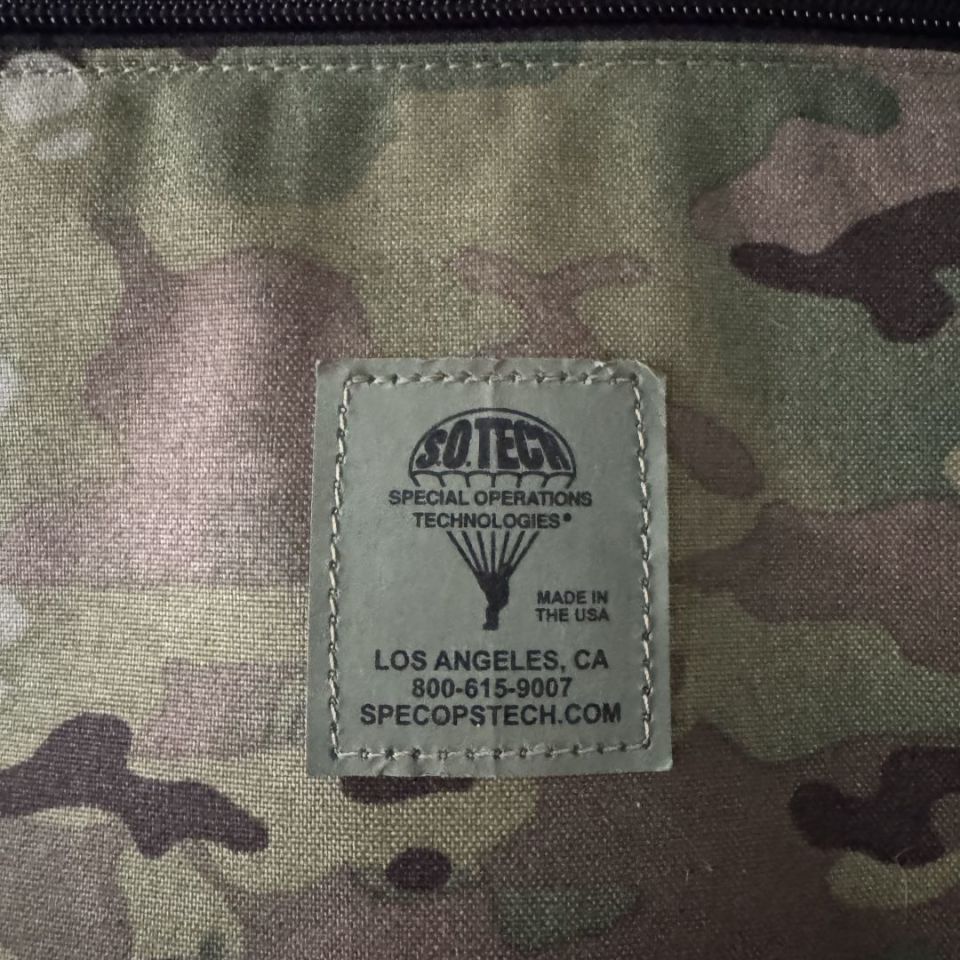 S.O.TECH
SPECIAL OPERATIONS
TECHNOLOGIES®
MADE IN
THE USA
LOS ANGELES, CA
800-615-9007
SPECOPSTECH.COM